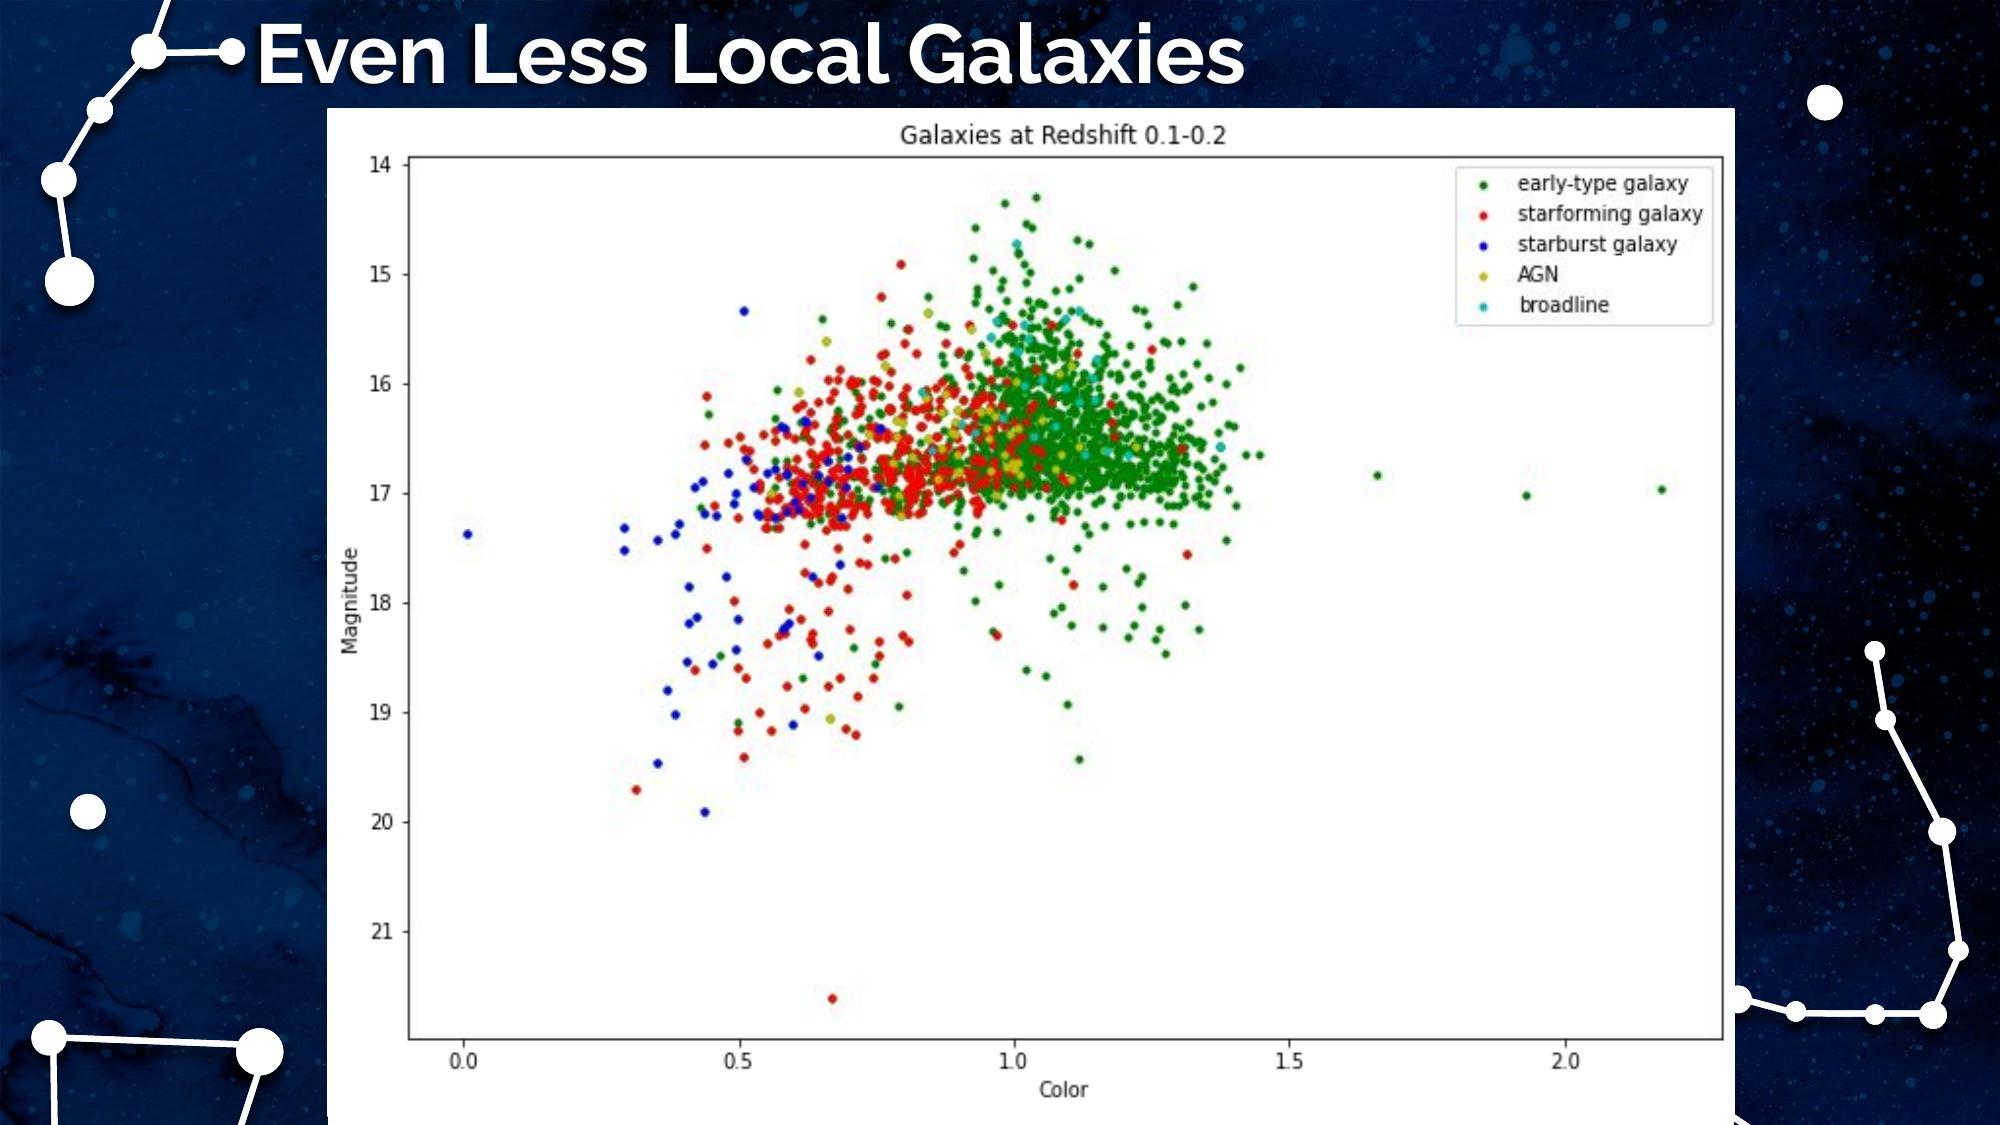 Even Less Local Galaxies
Galaxies at Redshift 0.1-0.2
early-type galaxy
starforming galaxy
starburst galaxy
AGN
broadline
14
15
16
17
18
19
20
21
Magnitude
0.0 0.5 1.0 1.5 2.0
Color